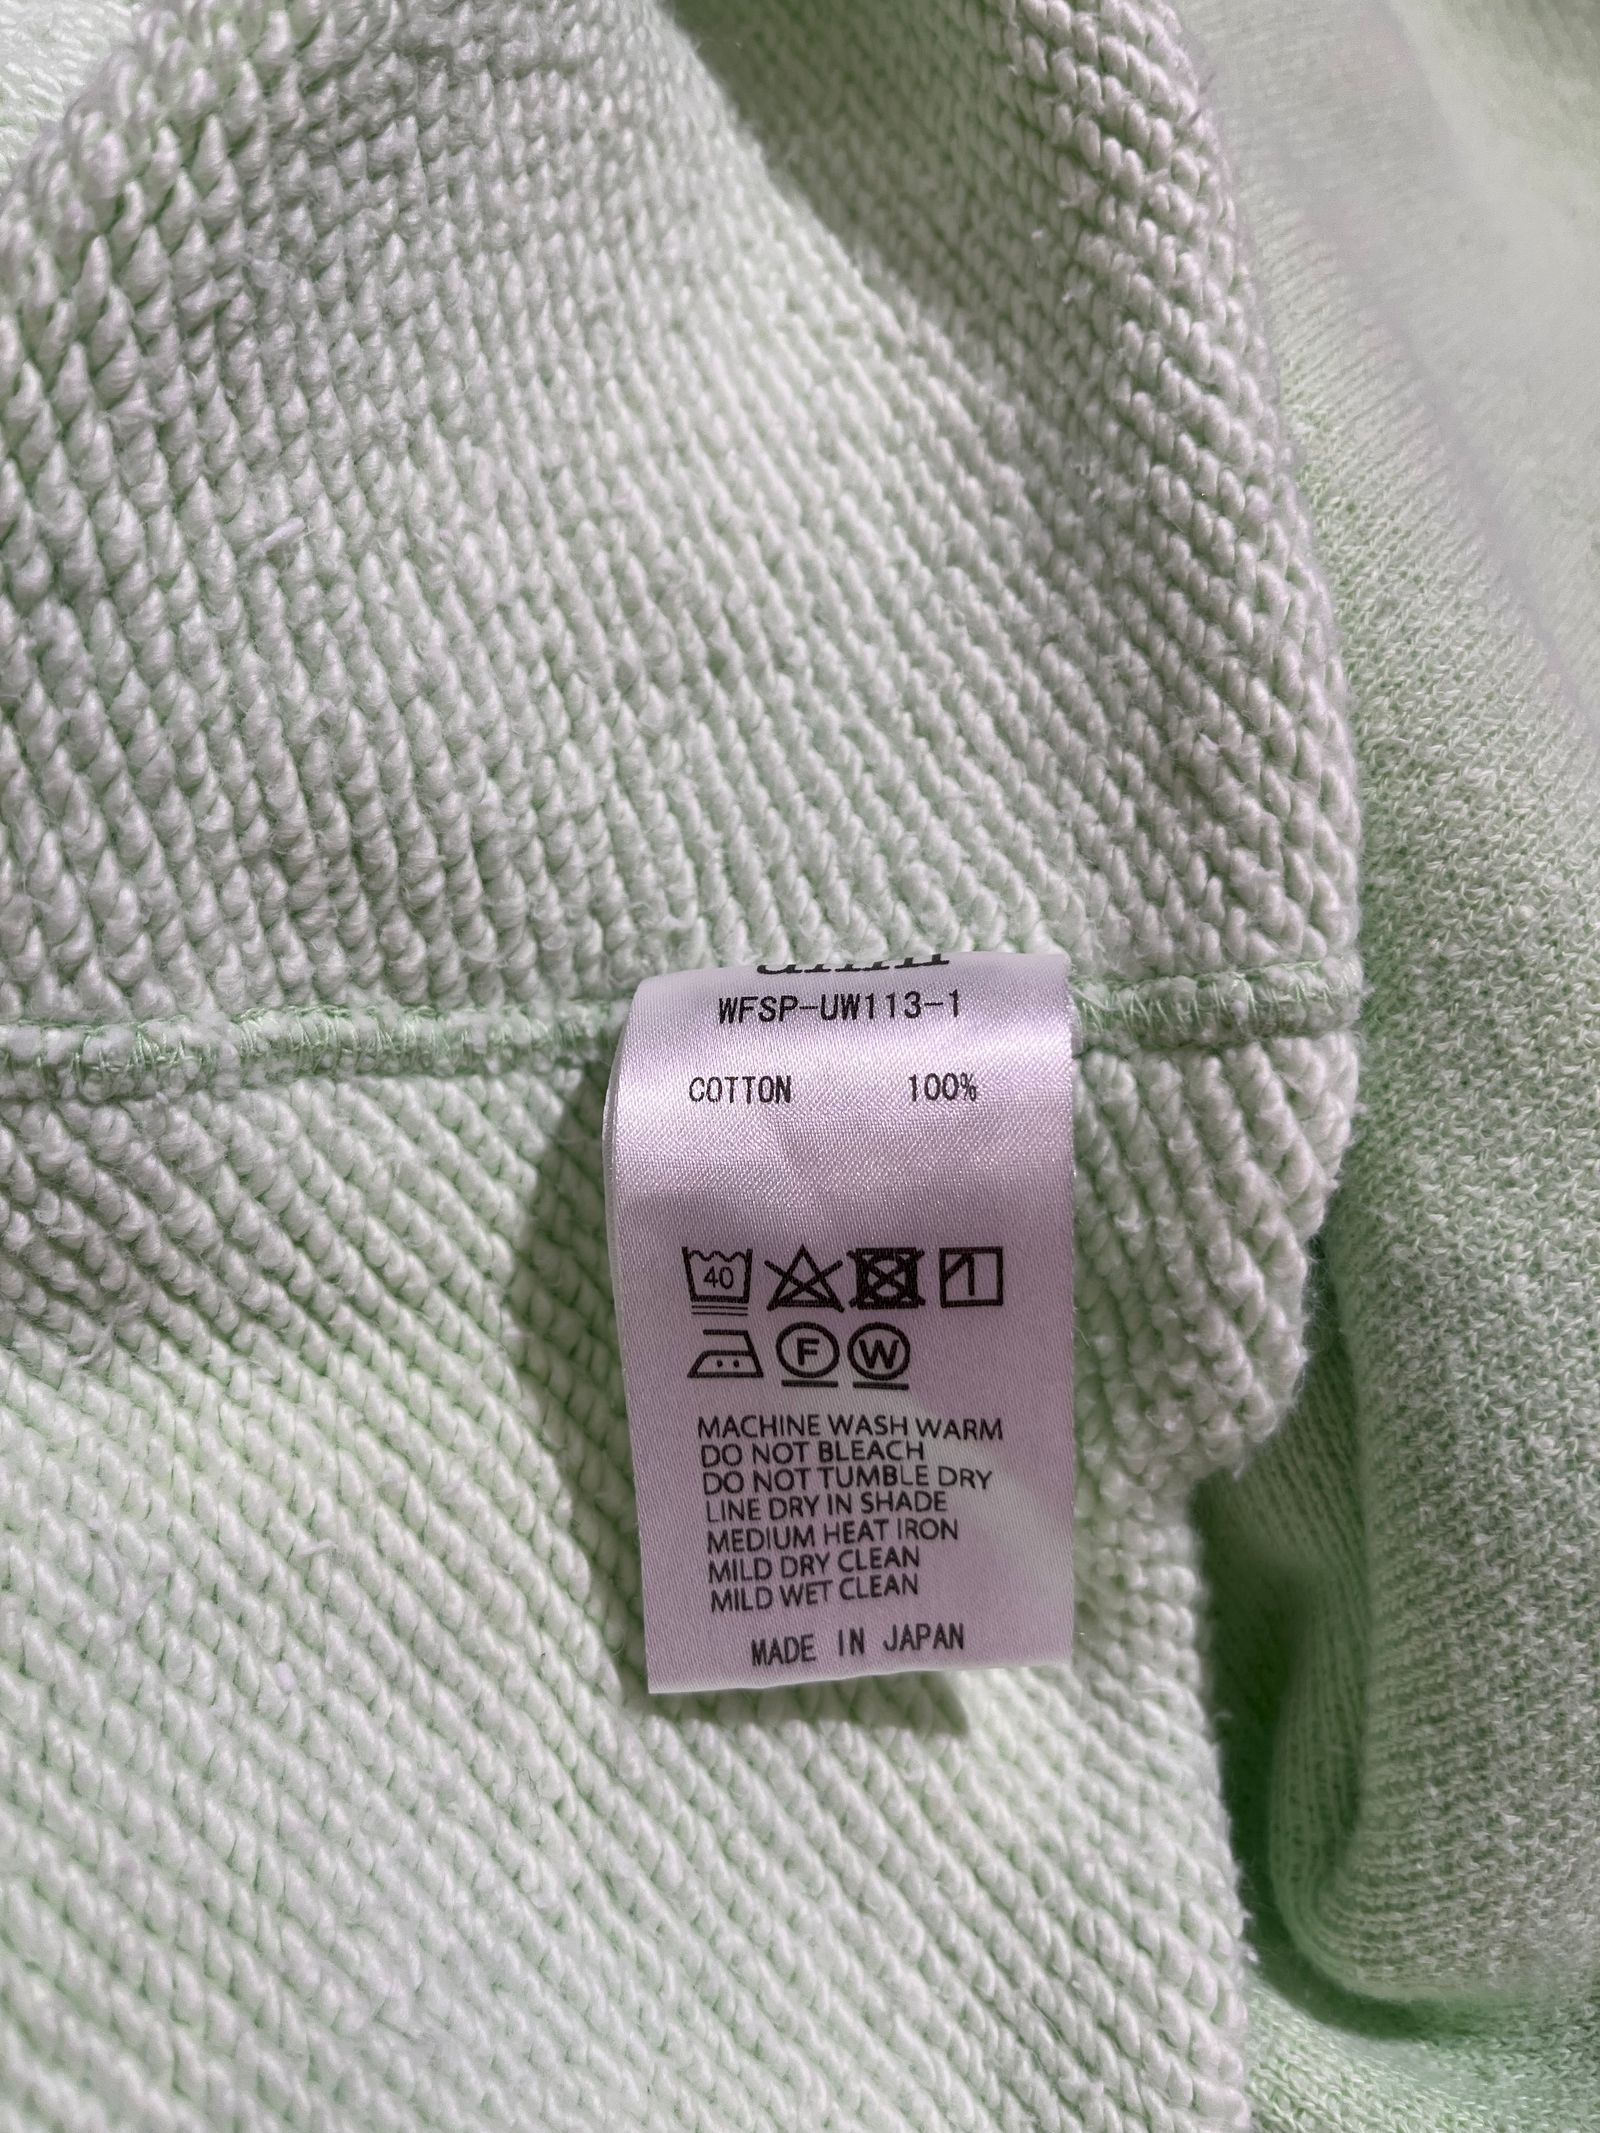 WFSP-UW113-1
COTTON 100%
40
F W
MACHINE WASH WARM
DO NOT BLEACH
DO NOT TUMBLE DRY
LINE DRY IN SHADE
MEDIUM HEAT IRON
MILD DRY CLEAN
MILD WET CLEAN
MADE IN JAPAN